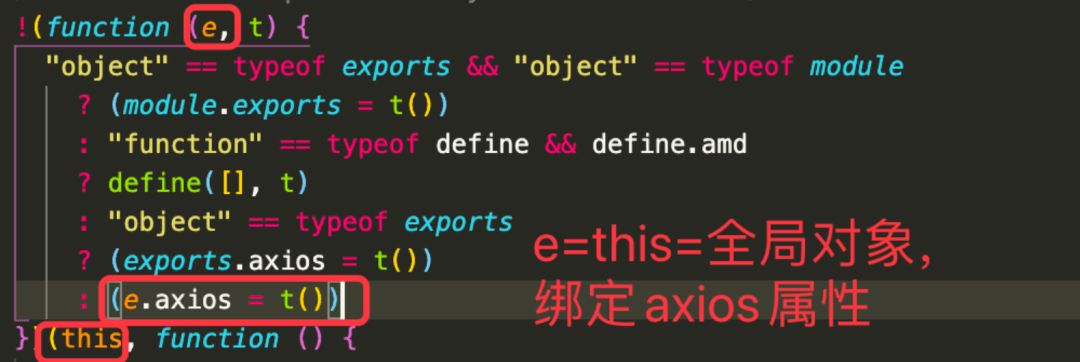 !(function (e, t) {
"object" == typeof exports && "object" == typeof module
? (module.exports = t())
: "function" == typeof define && define.amd
? define([], t)
: "object" == typeof exports
? (exports.axios = t())
: (e.axios = t())
})(this, function () {
e=this=全局对象，
绑定axios属性